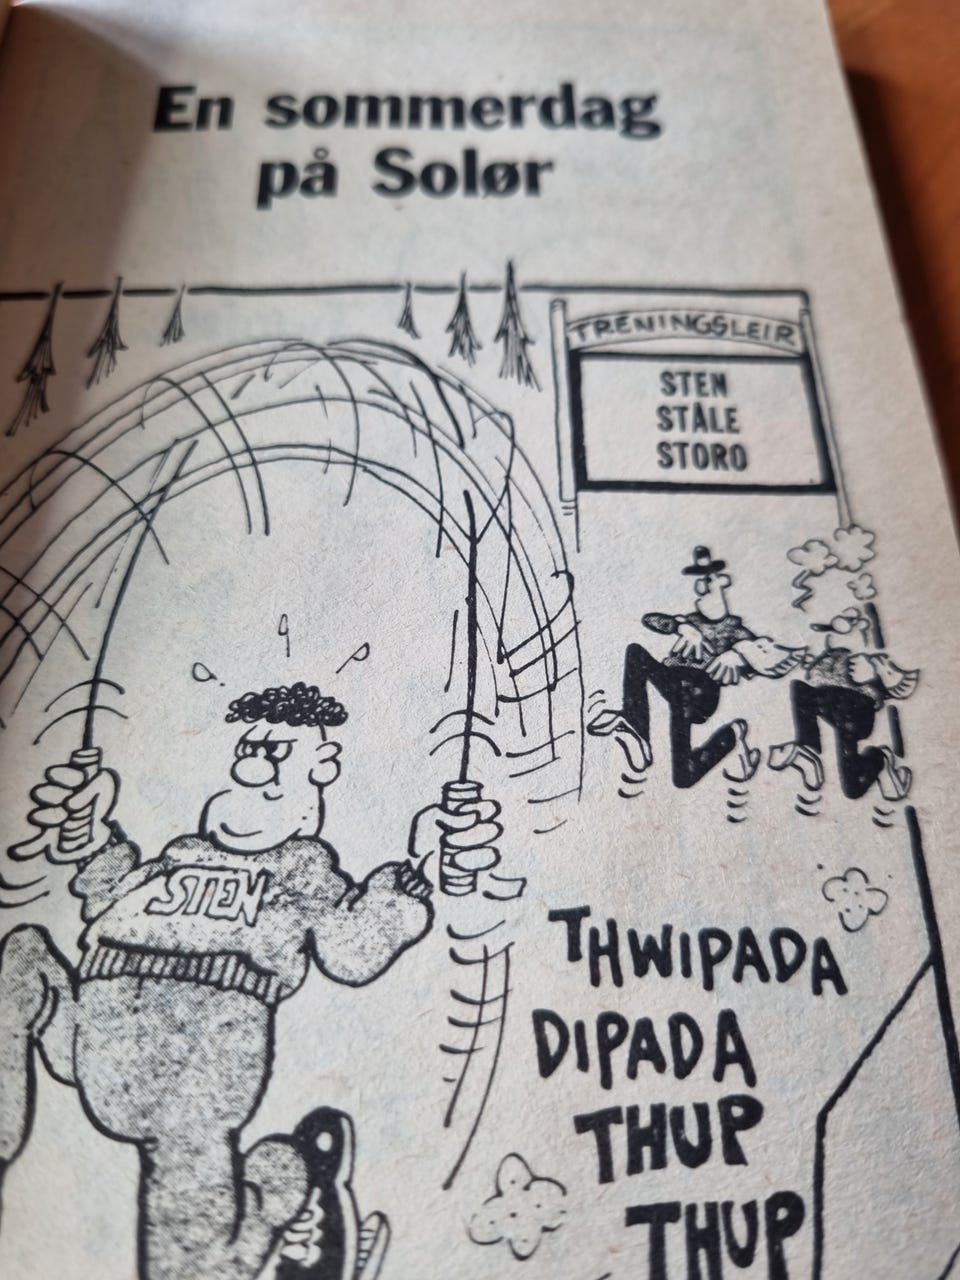 En sommerdag
på Solør
TRENINGSLEIR
STEN
STÅLE
STORO
STEN
THWIPADA
DIPADA
THUP
THUP